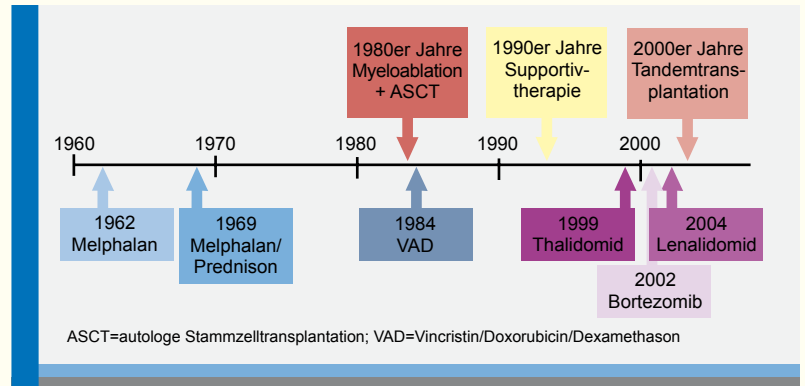 1980er Jahre
Myeloablation
+ ASCT
1990er Jahre
Supportiv-
therapie
2000er Jahre
Tandemtrans-
plantation
1960
1970
1980
1990
2000
1962
Melphalan
1969
Melphalan/
Prednison
1984
VAD
1999
Thalidomid
2004
Lenalidomid
2002
Bortezomib
ASCT=autologe Stammzelltransplantation; VAD=Vincristin/Doxorubicin/Dexamethason